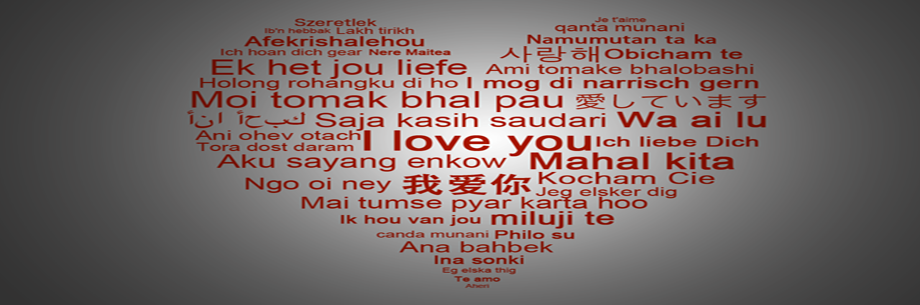 Szeretlek
Je t'aime
Ib'n hebbak Lakh tirikh
qanta munani
Afekrishalehou
Namumutan ta ka
Ich hoan dich gear Nere Maitea
사랑해 Obicham te
Ek het jou liefe
Ami tomake bhalobashi
Holong rohangku di ho I mog di narrisch gern
Moi tomak bhal pau 愛しています
كبحأ انأ Saja kasih saudari Wa ai lu
Ani ohev otach
I love you
Ich liebe Dich
Tora dost daram
Aku sayang enkow Mahal kita
Ngo oi ney 我爱你 Kocham Cie
Jeg elsker dig
Mai tumse pyar karta hoo
Ik hou van jou miluji te
canda munani Philo su
Ana bahbek
Ina sonki
Eg elska thig
Te amo